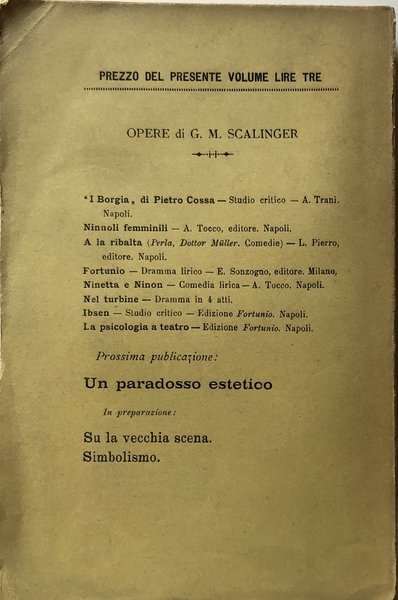 PREZZO DEL PRESENTE VOLUME LIRE TRE
OPERE di G. M. SCALINGER
"I Borgia„ di Pietro Cossa — Studio critico — A. Trani.
Napoli.
Ninnoli femminili — A. Tocco, editore. Napoli.
A la ribalta (Perla, Dottor Müller. Comedie) — L. Pierro,
editore. Napoli.
Fortunio — Dramma lirico — E. Sonzogno, editore. Milano,
Ninetta e Ninon — Comedia lirica — A. Tocco. Napoli.
Nel turbine — Dramma in 4 atti.
Ibsen — Studio critico — Edizione Fortunio. Napoli.
La psicologia a teatro — Edizione Fortunio. Napoli.
Prossima publicazione:
Un paradosso estetico
In preparazione:
Su la vecchia scena.
Simbolismo.